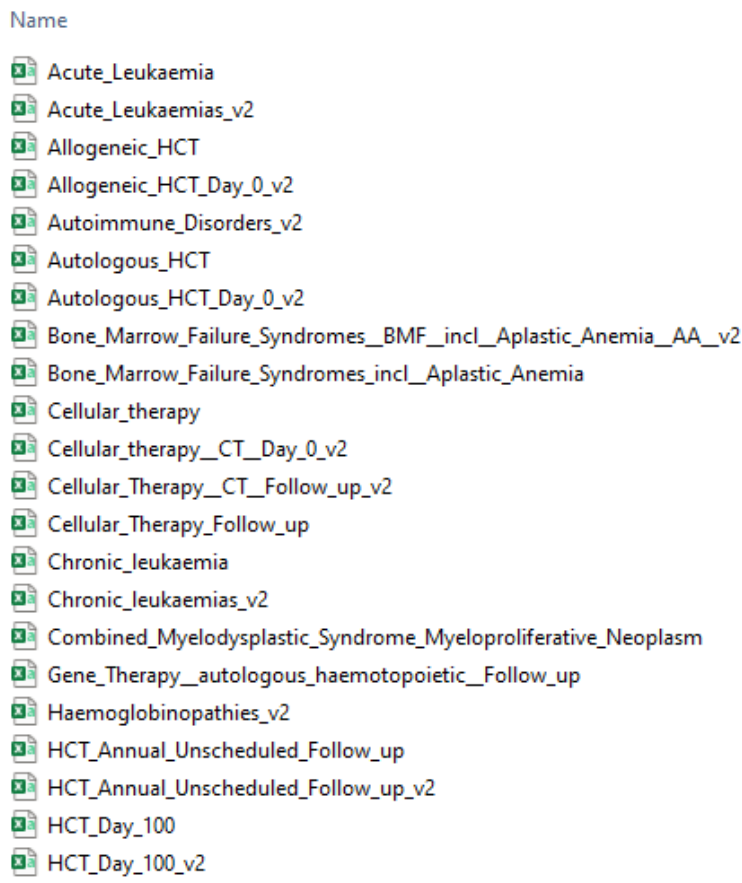 Name
Acute_Leukaemia
Acute_Leukaemias_v2
Allogeneic_HCT
Allogeneic_HCT_Day_0_v2
Autoimmune_Disorders_v2
Autologous_HCT
Autologous_HCT_Day_0_v2
Bone_Marrow_Failure_Syndromes__BMF__incl__Aplastic_Anemia__AA__v2
Bone_Marrow_Failure_Syndromes_incl__Aplastic_Anemia
Cellular_therapy
Cellular_therapy__CT__Day_0_v2
Cellular_Therapy__CT__Follow_up_v2
Cellular_Therapy_Follow_up
Chronic_leukaemia
Chronic_leukaemias_v2
Combined_Myelodysplastic_Syndrome_Myeloproliferative_Neoplasm
Gene_Therapy__autologous_haemotopoietic__Follow_up
Haemoglobinopathies_v2
HCT_Annual_Unscheduled_Follow_up
HCT_Annual_Unscheduled_Follow_up_v2
HCT_Day_100
HCT_Day_100_v2